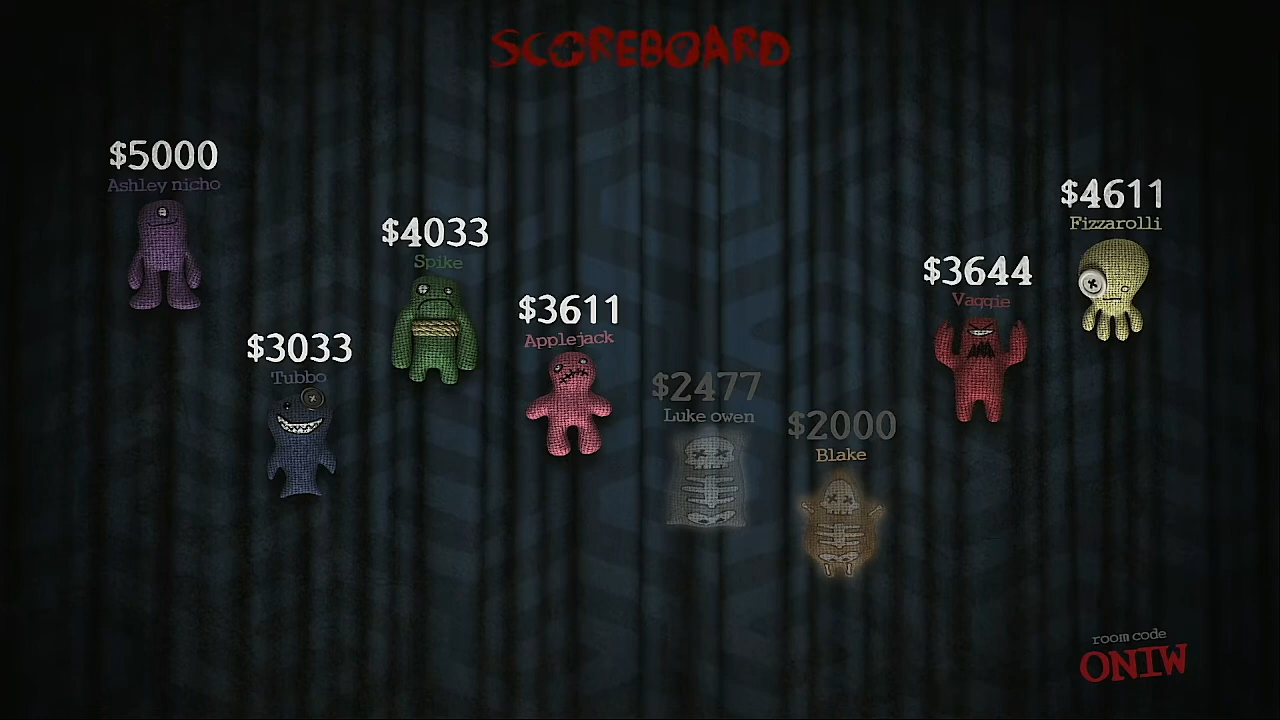 SCOREBOARD
$5000
Ashley nicho
$3033
Tubbo
$4033
Spike
$3611
Applejack
$2477
Luke owen
$2000
Blake
$3644
Vaggie
$4611
Fizzarolli
room code
ONIW